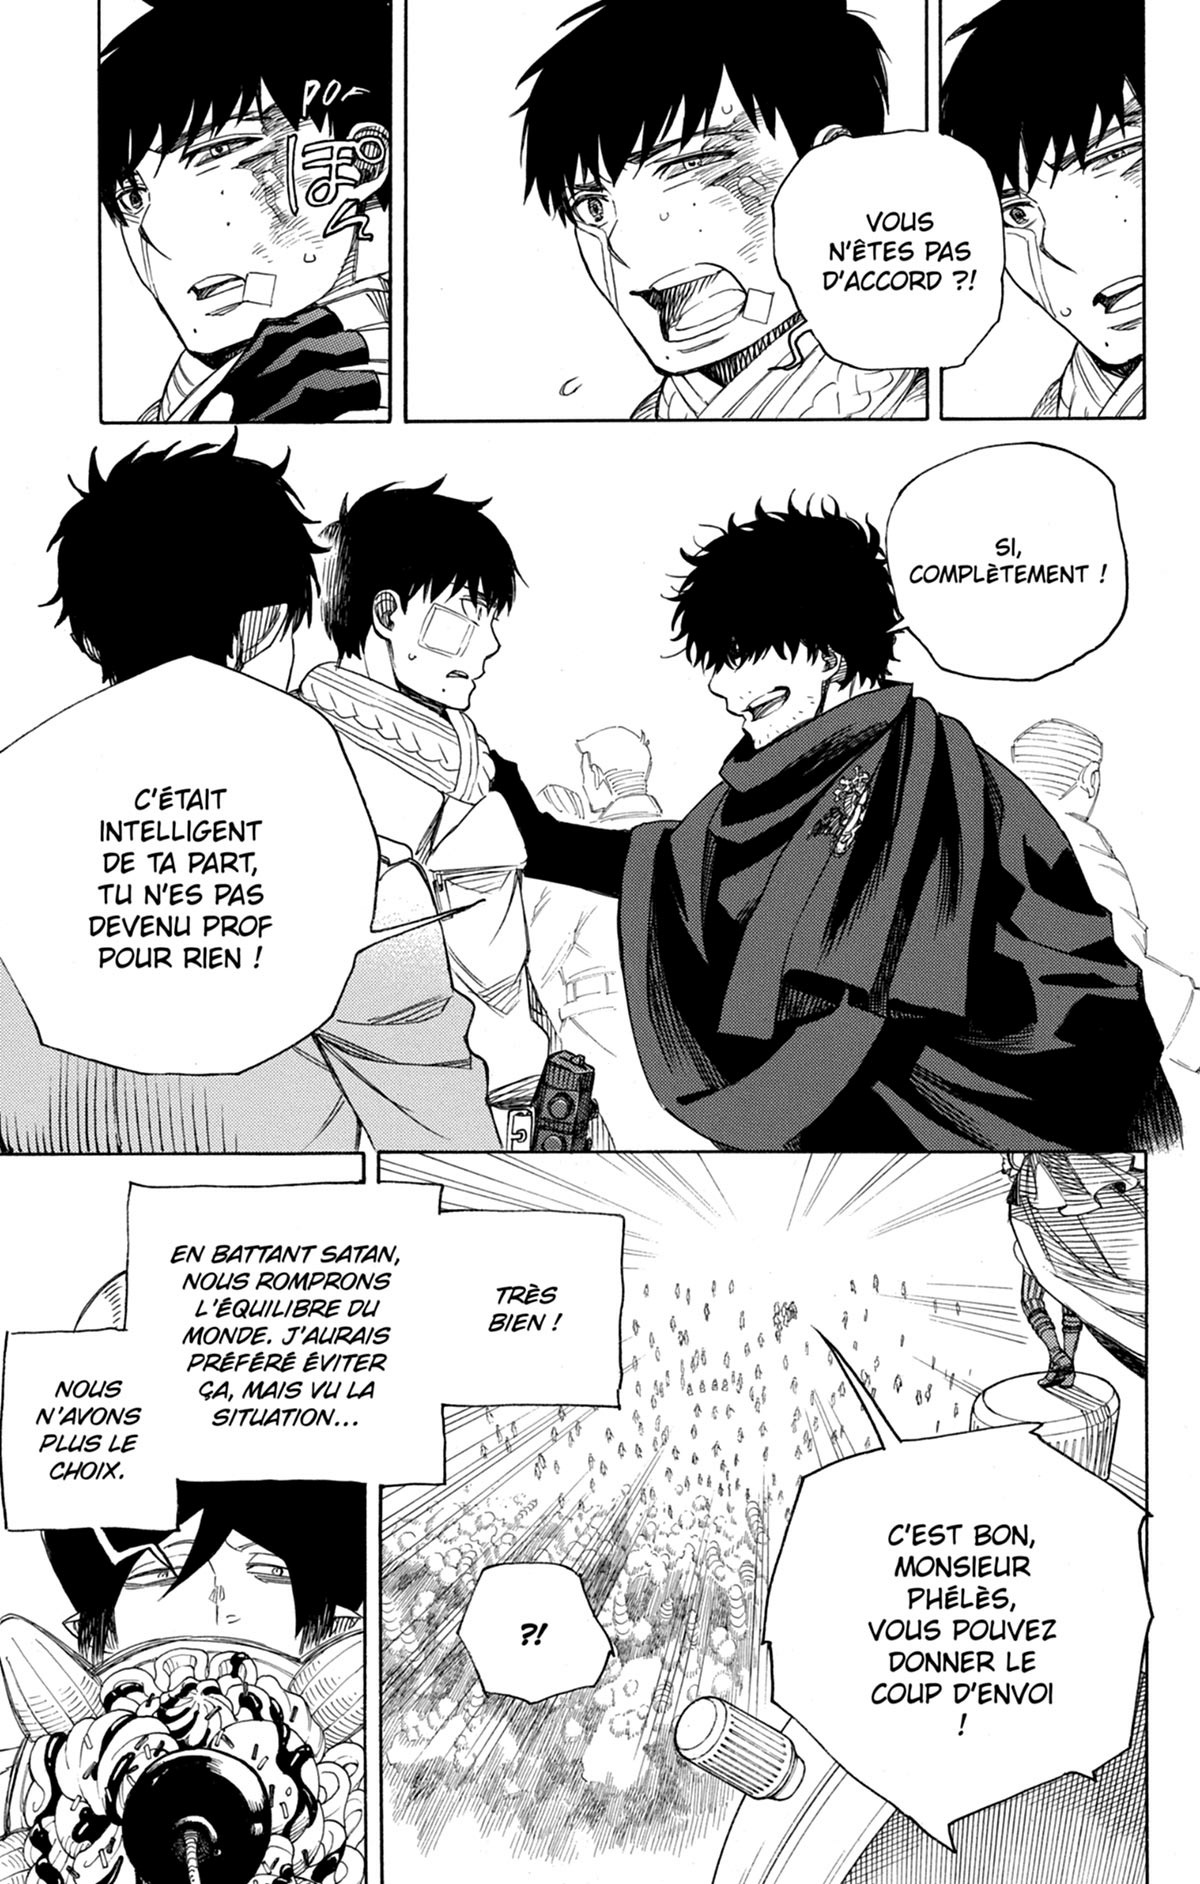 VOUS
N'ÊTES PAS
D'ACCORD ?!
POF
ぽん
SI,
COMPLÈTEMENT !
C'ÉTAIT
INTELLIGENT
DE TA PART,
TU N'ES PAS
DEVENU PROF
POUR RIEN !
C'EST BON,
MONSIEUR
PHÉLÈS,
VOUS POUVEZ
DONNER LE
COUP D'ENVOI
!
?!
TRÈS
BIEN !
EN BATTANT SATAN,
NOUS ROMPRONS
L'ÉQUILIBRE DU
MONDE. J'AURAIS
PRÉFÉRÉ ÉVITER
ÇA, MAIS VU LA
SITUATION...
NOUS
N'AVONS
PLUS LE
CHOIX.